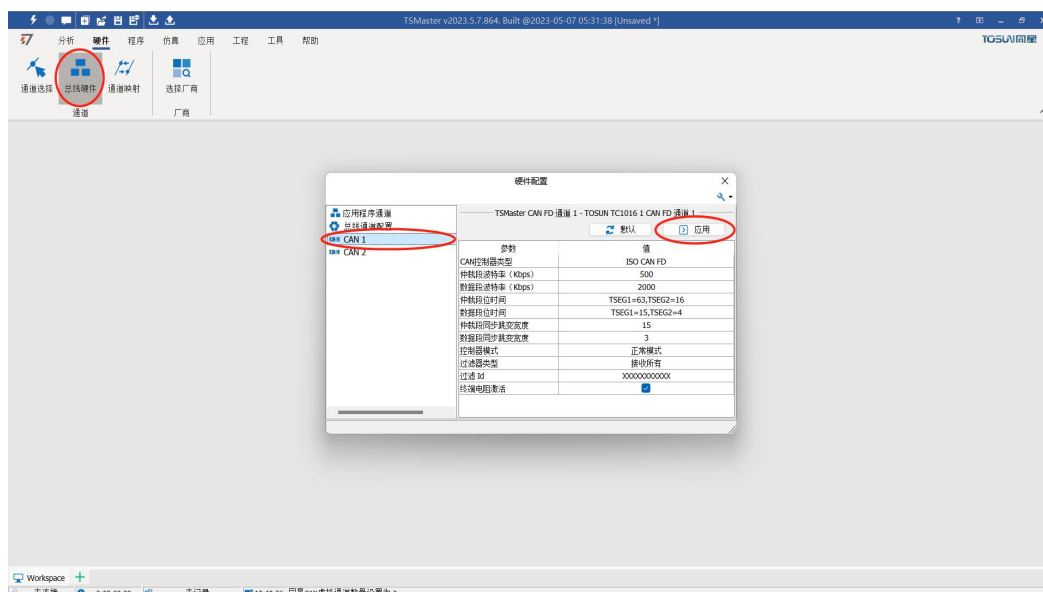 TSMaster v2023.5.7.864. Built @2023-05-07 05:31:38 [Unsaved *]
分析 硬件 程序 仿真 应用 工程 工具 帮助
TOSUN同星
通道选择 总线硬件 通道映射 选择厂商
通道 厂商
硬件配置
应用程序通道
总线通道配置
CAN 1
CAN 2
TSMaster CAN FD 通道 1 - TOSUN TC1016 1 CAN FD 通道 1
默认 应用
参数 值
CAN控制器类型 ISO CAN FD
仲裁段波特率（Kbps） 500
数据段波特率（Kbps） 2000
仲裁段位时间 TSEG1=63,TSEG2=16
数据段位时间 TSEG1=15,TSEG2=4
仲裁段同步跳变宽度 15
数据段同步跳变宽度 3
控制器模式 正常模式
过滤器类型 接收所有
过滤 Id XXXXXXXXXXX
终端电阻激活
Workspace